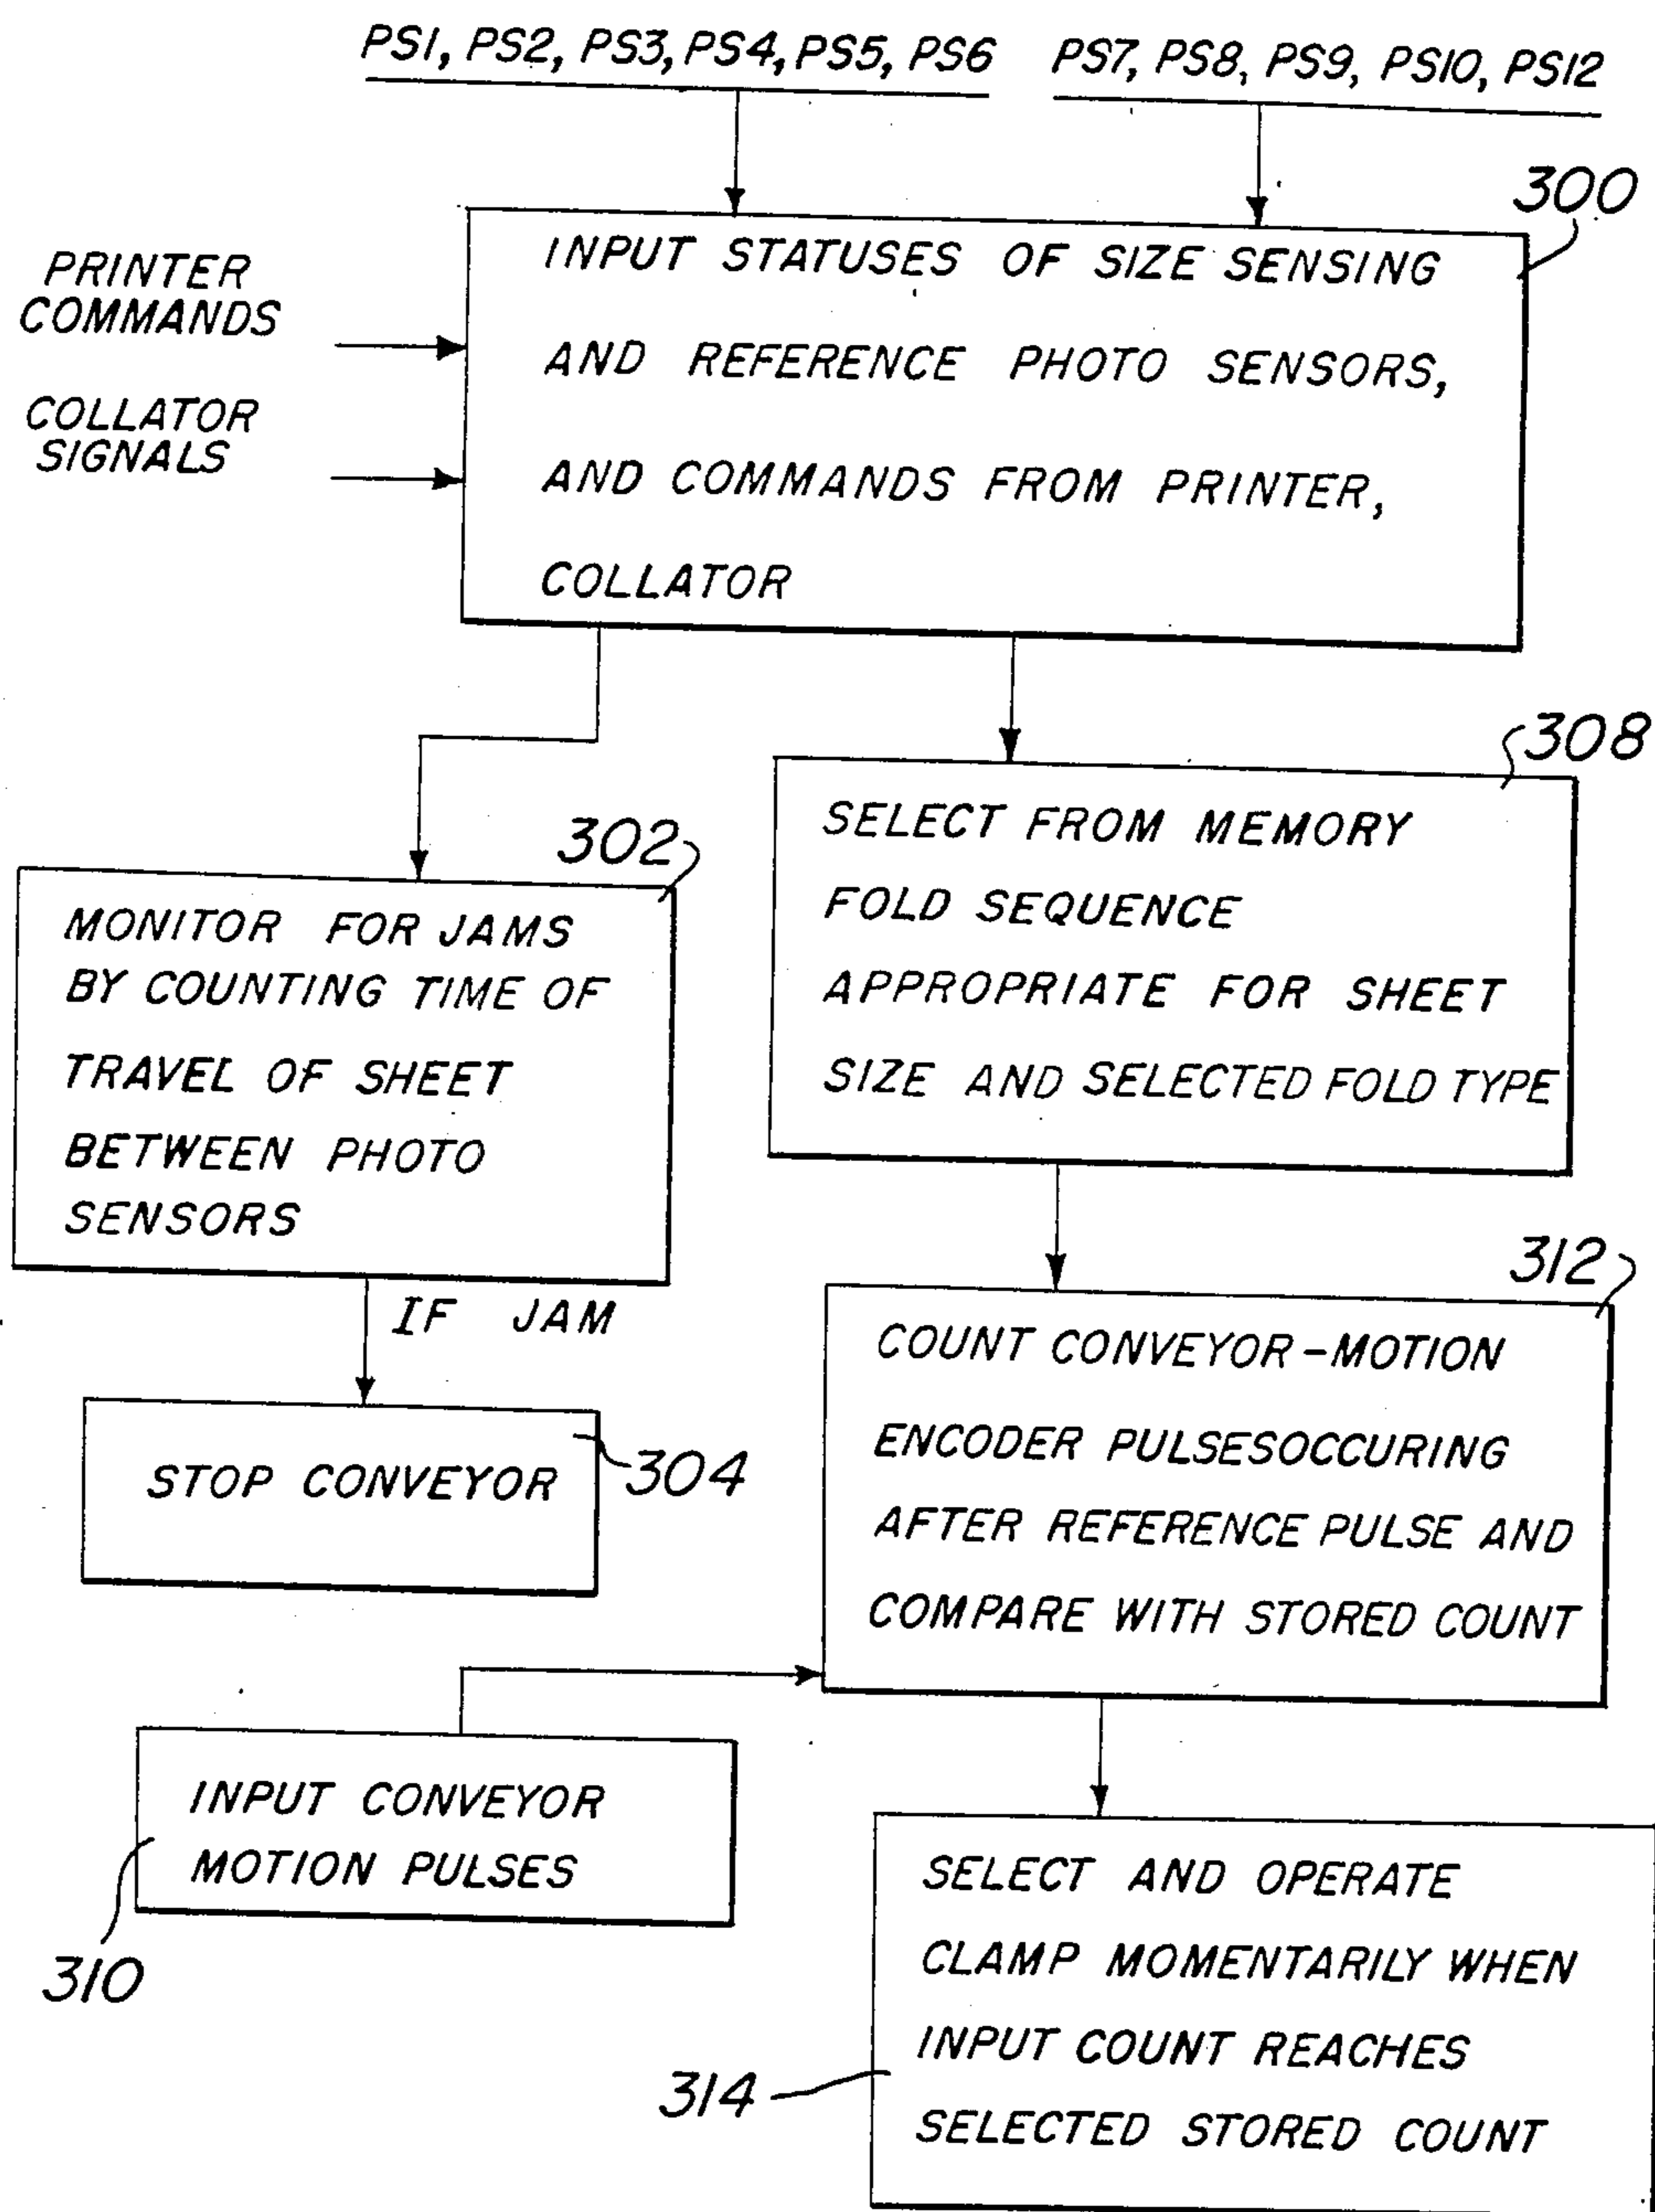 PS1, PS2, PS3, PS4, PS5, PS6
PS7, PS8, PS9, PS10, PS12
300
PRINTER
COMMANDS
COLLATOR
SIGNALS
INPUT STATUSES OF SIZE SENSING
AND REFERENCE PHOTO SENSORS,
AND COMMANDS FROM PRINTER,
COLLATOR
308
SELECT FROM MEMORY
FOLD SEQUENCE
APPROPRIATE FOR SHEET
SIZE AND SELECTED FOLD TYPE
302
MONITOR FOR JAMS
BY COUNTING TIME OF
TRAVEL OF SHEET
BETWEEN PHOTO
SENSORS
IF JAM
312
COUNT CONVEYOR-MOTION
ENCODER PULSESOCCURING
AFTER REFERENCE PULSE AND
COMPARE WITH STORED COUNT
STOP CONVEYOR
304
INPUT CONVEYOR
MOTION PULSES
310
SELECT AND OPERATE
CLAMP MOMENTARILY WHEN
INPUT COUNT REACHES
SELECTED STORED COUNT
314